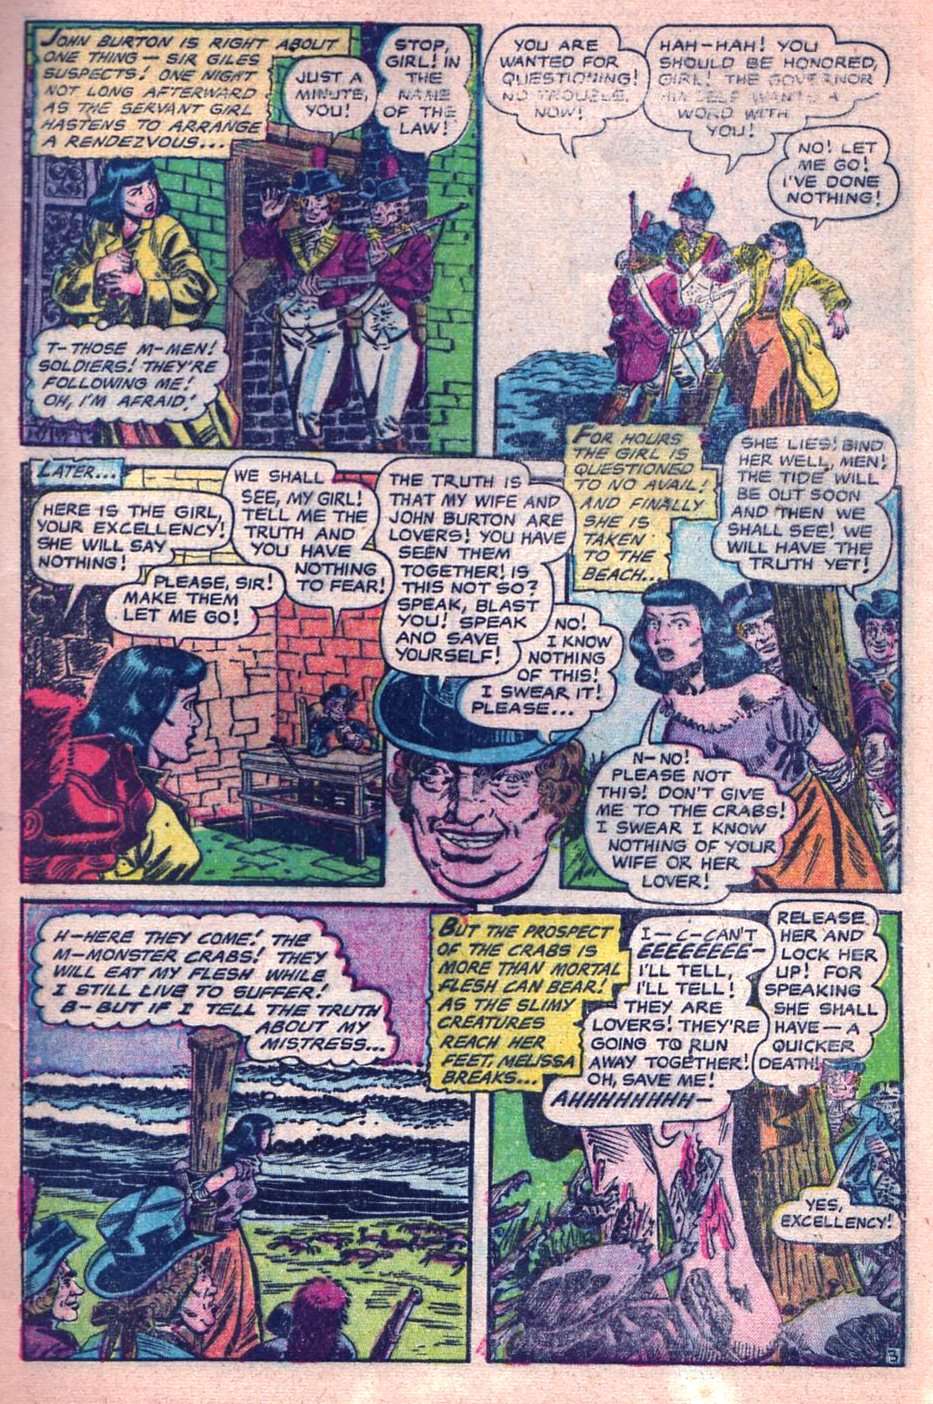 JOHN BURTON IS RIGHT ABOUT
ONE THING — SIR GILES
SUSPECTS! ONE NIGHT
NOT LONG AFTERWARD
AS THE SERVANT GIRL
HASTENS TO ARRANGE
A RENDEZVOUS...
JUST A
MINUTE,
YOU!
STOP,
GIRL! IN
THE
NAME
OF THE
LAW!
T-THOSE M-MEN!
SOLDIERS! THEY'RE
FOLLOWING ME!
OH, I'M AFRAID!
YOU ARE
WANTED FOR
QUESTIONING!
NO TROUBLE,
NOW!
HAH-HAH! YOU
SHOULD BE HONORED,
GIRL! THE GOVERNOR
HIMSELF WANTS A
WORD WITH
YOU!
NO! LET
ME GO!
I'VE DONE
NOTHING!
LATER...
HERE IS THE GIRL,
YOUR EXCELLENCY!
SHE WILL SAY
NOTHING!
PLEASE, SIR!
MAKE THEM
LET ME GO!
WE SHALL
SEE, MY GIRL!
TELL ME THE
TRUTH AND
YOU HAVE
NOTHING
TO FEAR!
THE TRUTH IS
THAT MY WIFE AND
JOHN BURTON ARE
LOVERS! YOU HAVE
SEEN THEM
TOGETHER! IS
THIS NOT SO?
SPEAK, BLAST
YOU! SPEAK
AND SAVE
YOURSELF!
NO!
I KNOW
NOTHING
OF THIS!
I SWEAR IT!
PLEASE...
FOR HOURS
THE GIRL IS
QUESTIONED
TO NO AVAIL!
AND FINALLY
SHE IS
TAKEN
TO THE
BEACH...
SHE LIES! BIND
HER WELL, MEN!
THE TIDE WILL
BE OUT SOON
AND THEN WE
SHALL SEE! WE
WILL HAVE THE
TRUTH YET!
N-NO!
PLEASE NOT
THIS! DON'T GIVE
ME TO THE CRABS!
I SWEAR I KNOW
NOTHING OF YOUR
WIFE OR HER
LOVER!
H-HERE THEY COME! THE
M-MONSTER CRABS! THEY
WILL EAT MY FLESH WHILE
I STILL LIVE TO SUFFER!
B-BUT IF I TELL THE TRUTH
ABOUT MY
MISTRESS...
BUT THE PROSPECT
OF THE CRABS IS
MORE THAN MORTAL
FLESH CAN BEAR!
AS THE SLIMY
CREATURES
REACH HER
FEET, MELISSA
BREAKS...
I-C-CAN'T
EEEEEEEE-
I'LL TELL,
I'LL TELL!
THEY ARE
LOVERS! THEY'RE
GOING TO RUN
AWAY TOGETHER!
OH, SAVE ME!
AHHHHHHHH-
RELEASE
HER AND
LOCK HER
UP! FOR
SPEAKING
SHE SHALL
HAVE — A
QUICKER
DEATH!
YES,
EXCELLENCY!
3